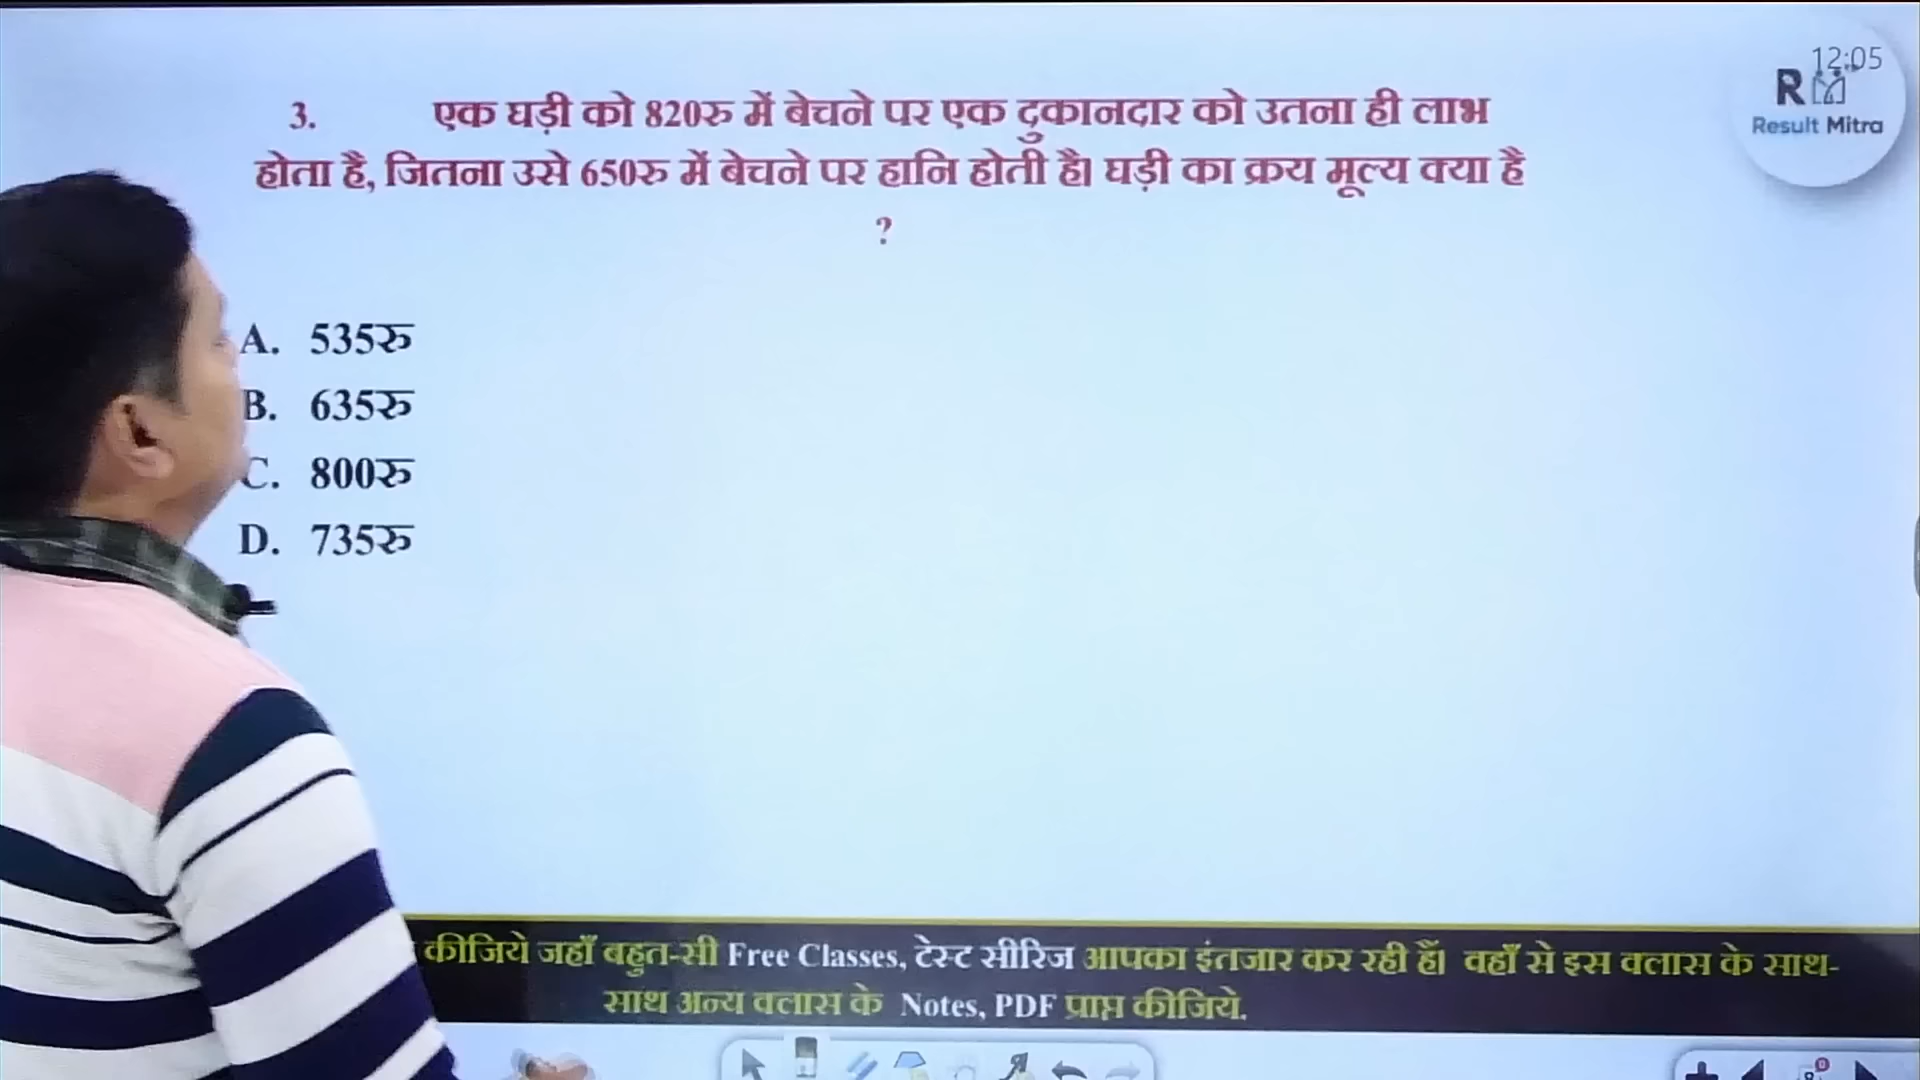 12:05
RM
Result Mitra
3. एक घड़ी को 820रु में बेचने पर एक दुकानदार को उतना ही लाभ
होता है, जितना उसे 650रु में बेचने पर हानि होती है। घड़ी का क्रय मूल्य क्या है
?
A. 535रु
B. 635रु
C. 800रु
D. 735रु
कीजिये जहाँ बहुत-सी Free Classes, टेस्ट सीरिज आपका इंतजार कर रही हैं। वहाँ से इस क्लास के साथ-
साथ अन्य क्लास के Notes, PDF प्राप्त कीजिये.